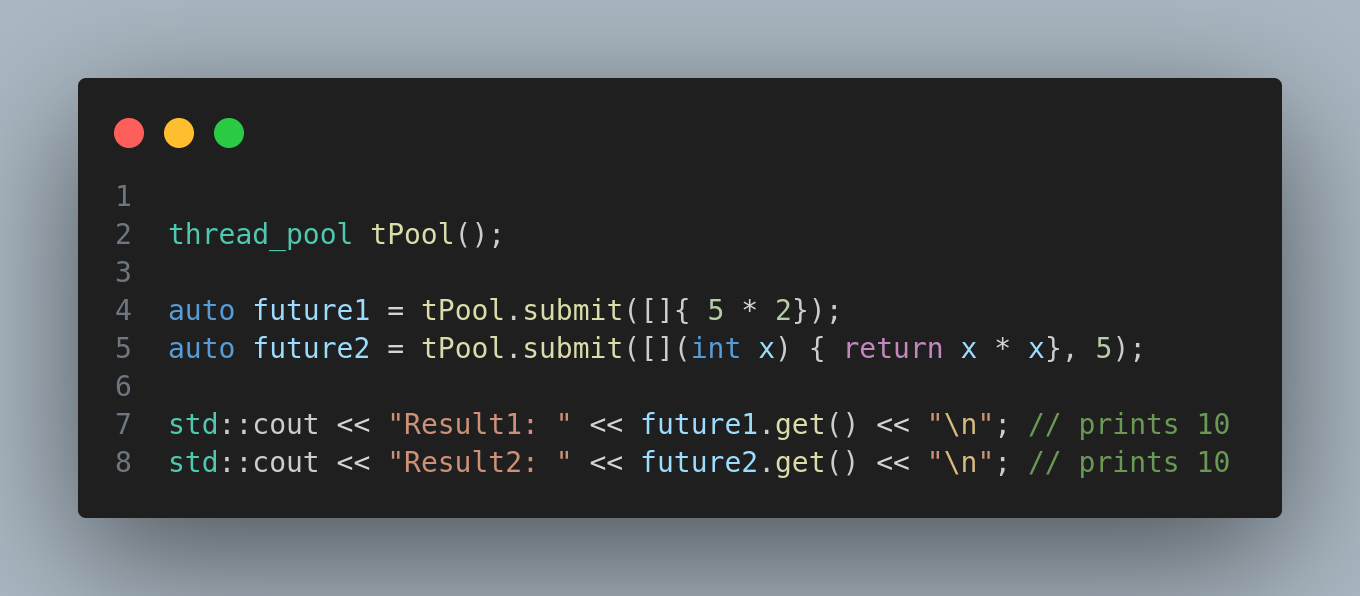 1
2 thread_pool tPool();
3
4 auto future1 = tPool.submit([]{ 5 * 2});
5 auto future2 = tPool.submit([](int x) { return x * x}, 5);
6
7 std::cout << "Result1: " << future1.get() << "\n"; // prints 10
8 std::cout << "Result2: " << future2.get() << "\n"; // prints 10